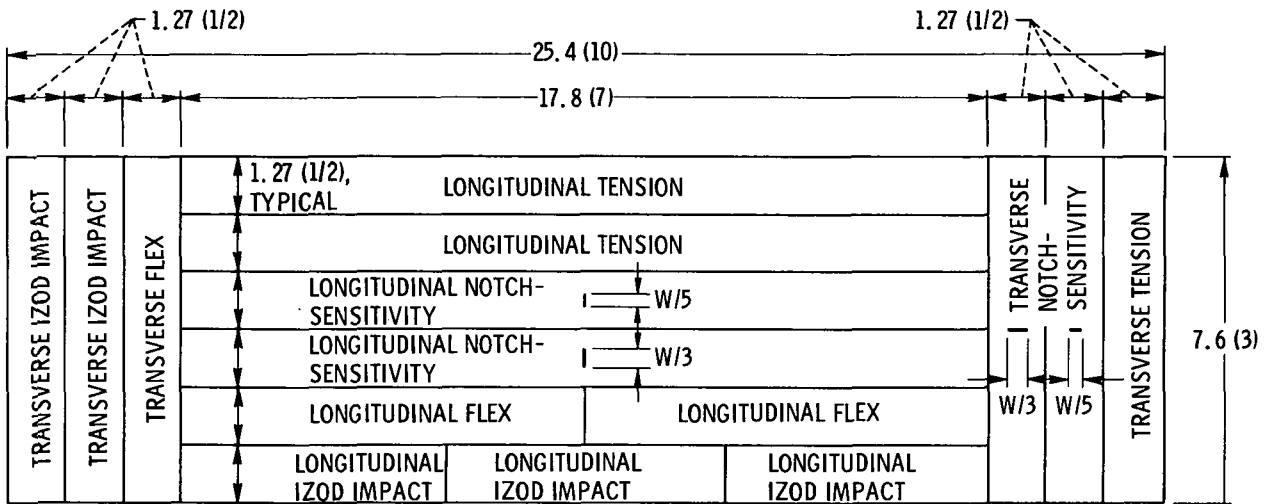 1.27 (1/2)
1.27 (1/2)
25.4 (10)
17.8 (7)
TRANSVERSE IZOD IMPACT
TRANSVERSE IZOD IMPACT
TRANSVERSE FLEX
1.27 (1/2),
TYPICAL
LONGITUDINAL TENSION
LONGITUDINAL TENSION
LONGITUDINAL NOTCH-
SENSITIVITY
W/5
LONGITUDINAL NOTCH-
SENSITIVITY
W/3
LONGITUDINAL FLEX
LONGITUDINAL FLEX
LONGITUDINAL
IZOD IMPACT
LONGITUDINAL
IZOD IMPACT
LONGITUDINAL
IZOD IMPACT
TRANSVERSE
NOTCH-
SENSITIVITY
W/3
W/5
TRANSVERSE TENSION
7.6 (3)